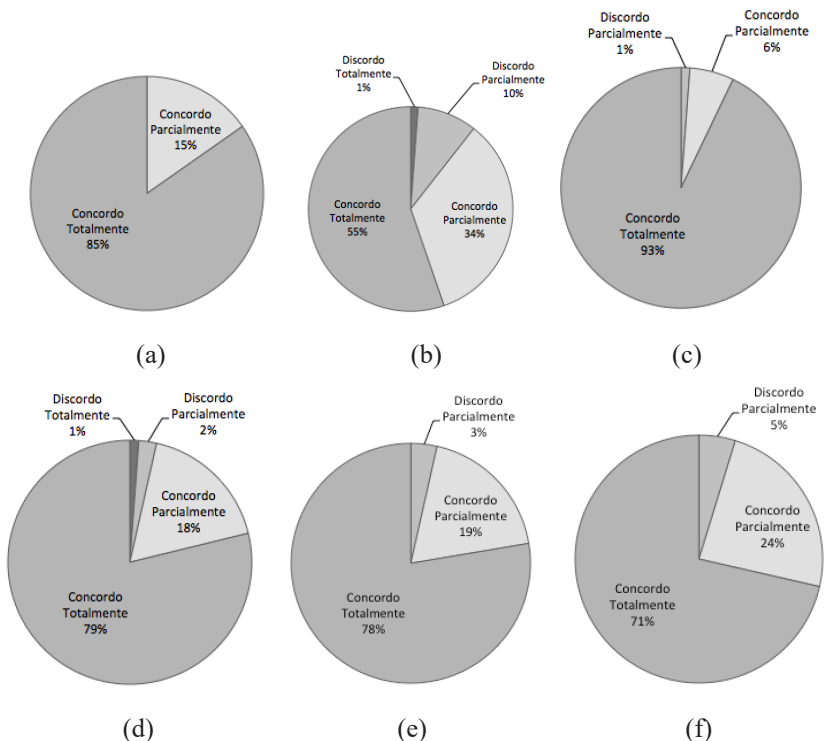 Concordo
Parcialmente
15%
Concordo
Totalmente
85%
(a)
Discordo
Totalmente
1%
Discordo
Parcialmente
10%
Concordo
Totalmente
55%
Concordo
Parcialmente
34%
(b)
Discordo
Parcialmente
1%
Concordo
Parcialmente
6%
Concordo
Totalmente
93%
(c)
Discordo
Totalmente
1%
Discordo
Parcialmente
2%
Concordo
Parcialmente
18%
Concordo
Totalmente
79%
(d)
Discordo
Parcialmente
3%
Concordo
Parcialmente
19%
Concordo
Totalmente
78%
(e)
Discordo
Parcialmente
5%
Concordo
Parcialmente
24%
Concordo
Totalmente
71%
(f)